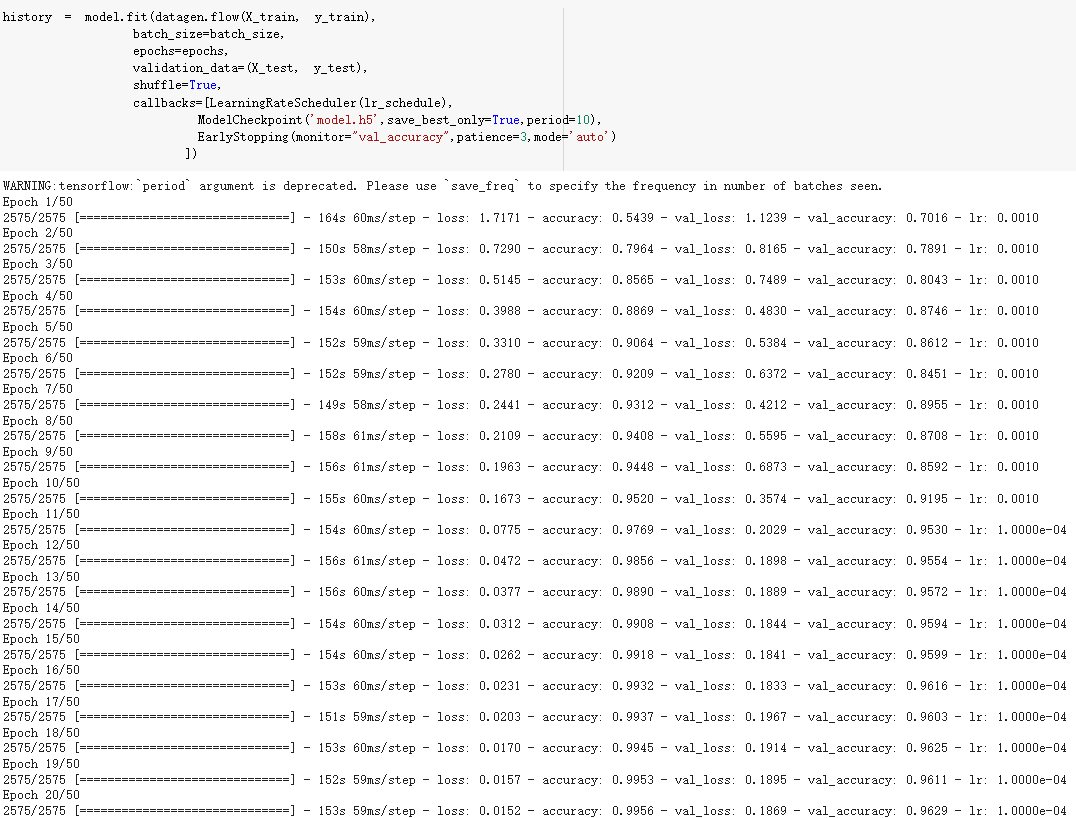 history = model.fit(datagen.flow(X_train, y_train),
batch_size=batch_size,
epochs=epochs,
validation_data=(X_test, y_test),
shuffle=True,
callbacks=[LearningRateScheduler(lr_schedule),
ModelCheckpoint('model.h5',save_best_only=True,period=10),
EarlyStopping(monitor="val_accuracy",patience=3,mode='auto')
])
WARNING:tensorflow:`period` argument is deprecated. Please use `save_freq` to specify the frequency in number of batches seen.
Epoch 1/50
2575/2575 [==============================] - 164s 60ms/step - loss: 1.7171 - accuracy: 0.5439 - val_loss: 1.1239 - val_accuracy: 0.7016 - lr: 0.0010
Epoch 2/50
2575/2575 [==============================] - 150s 58ms/step - loss: 0.7290 - accuracy: 0.7964 - val_loss: 0.8165 - val_accuracy: 0.7891 - lr: 0.0010
Epoch 3/50
2575/2575 [==============================] - 153s 60ms/step - loss: 0.5145 - accuracy: 0.8565 - val_loss: 0.7489 - val_accuracy: 0.8043 - lr: 0.0010
Epoch 4/50
2575/2575 [==============================] - 154s 60ms/step - loss: 0.3988 - accuracy: 0.8869 - val_loss: 0.4830 - val_accuracy: 0.8746 - lr: 0.0010
Epoch 5/50
2575/2575 [==============================] - 152s 59ms/step - loss: 0.3310 - accuracy: 0.9064 - val_loss: 0.5384 - val_accuracy: 0.8612 - lr: 0.0010
Epoch 6/50
2575/2575 [==============================] - 152s 59ms/step - loss: 0.2780 - accuracy: 0.9209 - val_loss: 0.6372 - val_accuracy: 0.8451 - lr: 0.0010
Epoch 7/50
2575/2575 [==============================] - 149s 58ms/step - loss: 0.2441 - accuracy: 0.9312 - val_loss: 0.4212 - val_accuracy: 0.8955 - lr: 0.0010
Epoch 8/50
2575/2575 [==============================] - 158s 61ms/step - loss: 0.2109 - accuracy: 0.9408 - val_loss: 0.5595 - val_accuracy: 0.8708 - lr: 0.0010
Epoch 9/50
2575/2575 [==============================] - 156s 61ms/step - loss: 0.1963 - accuracy: 0.9448 - val_loss: 0.6873 - val_accuracy: 0.8592 - lr: 0.0010
Epoch 10/50
2575/2575 [==============================] - 155s 60ms/step - loss: 0.1673 - accuracy: 0.9520 - val_loss: 0.3574 - val_accuracy: 0.9195 - lr: 0.0010
Epoch 11/50
2575/2575 [==============================] - 154s 60ms/step - loss: 0.0775 - accuracy: 0.9769 - val_loss: 0.2029 - val_accuracy: 0.9530 - lr: 1.0000e-04
Epoch 12/50
2575/2575 [==============================] - 156s 61ms/step - loss: 0.0472 - accuracy: 0.9856 - val_loss: 0.1898 - val_accuracy: 0.9554 - lr: 1.0000e-04
Epoch 13/50
2575/2575 [==============================] - 156s 60ms/step - loss: 0.0377 - accuracy: 0.9890 - val_loss: 0.1889 - val_accuracy: 0.9572 - lr: 1.0000e-04
Epoch 14/50
2575/2575 [==============================] - 154s 60ms/step - loss: 0.0312 - accuracy: 0.9908 - val_loss: 0.1844 - val_accuracy: 0.9594 - lr: 1.0000e-04
Epoch 15/50
2575/2575 [==============================] - 154s 60ms/step - loss: 0.0262 - accuracy: 0.9918 - val_loss: 0.1841 - val_accuracy: 0.9599 - lr: 1.0000e-04
Epoch 16/50
2575/2575 [==============================] - 153s 60ms/step - loss: 0.0231 - accuracy: 0.9932 - val_loss: 0.1833 - val_accuracy: 0.9616 - lr: 1.0000e-04
Epoch 17/50
2575/2575 [==============================] - 151s 59ms/step - loss: 0.0203 - accuracy: 0.9937 - val_loss: 0.1967 - val_accuracy: 0.9603 - lr: 1.0000e-04
Epoch 18/50
2575/2575 [==============================] - 153s 60ms/step - loss: 0.0170 - accuracy: 0.9945 - val_loss: 0.1914 - val_accuracy: 0.9625 - lr: 1.0000e-04
Epoch 19/50
2575/2575 [==============================] - 152s 59ms/step - loss: 0.0157 - accuracy: 0.9953 - val_loss: 0.1895 - val_accuracy: 0.9611 - lr: 1.0000e-04
Epoch 20/50
2575/2575 [==============================] - 153s 59ms/step - loss: 0.0152 - accuracy: 0.9956 - val_loss: 0.1869 - val_accuracy: 0.9629 - lr: 1.0000e-04